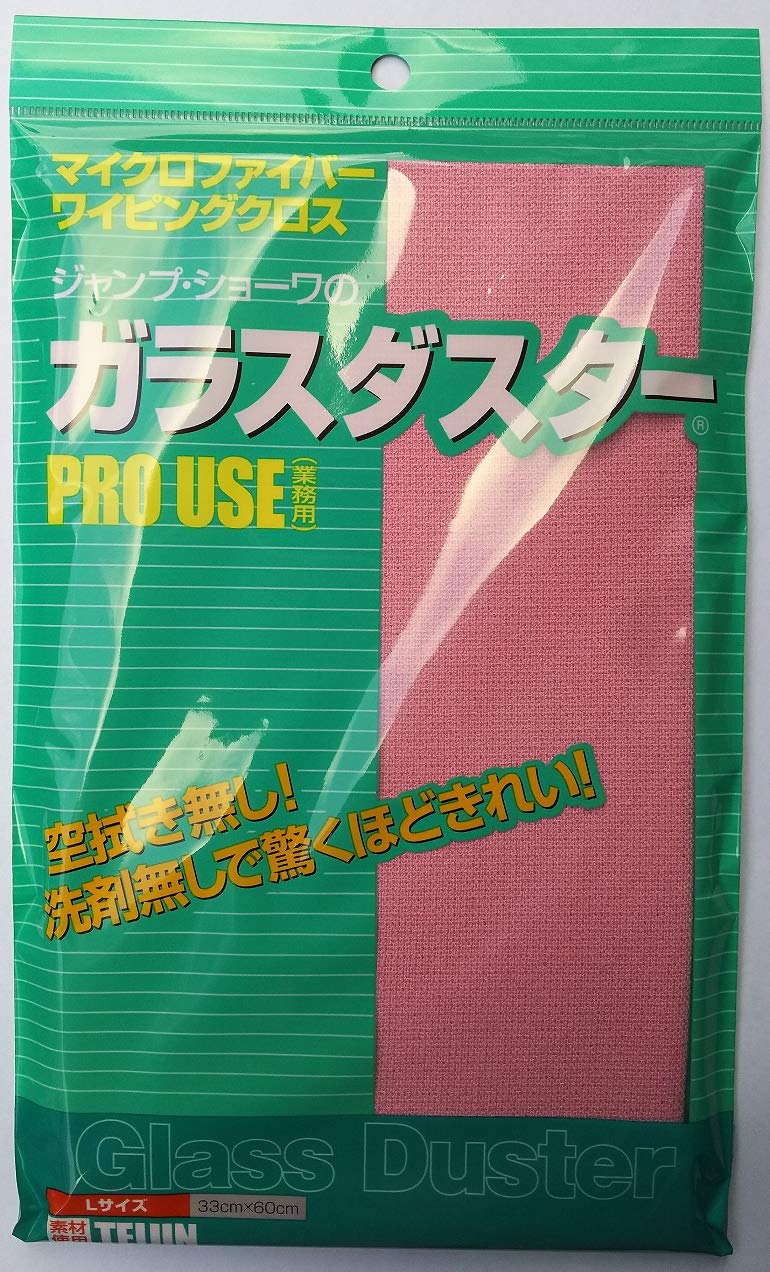 マイクロファイバー
ワイピングクロス
ジャンプ・ショーワの
ガラスダスター®
PRO USE(業務用)
空拭き無し!
洗剤無しで驚くほどきれい!
Glass Duster
Lサイズ 33cm×60cm
素材使用 TEIJIN